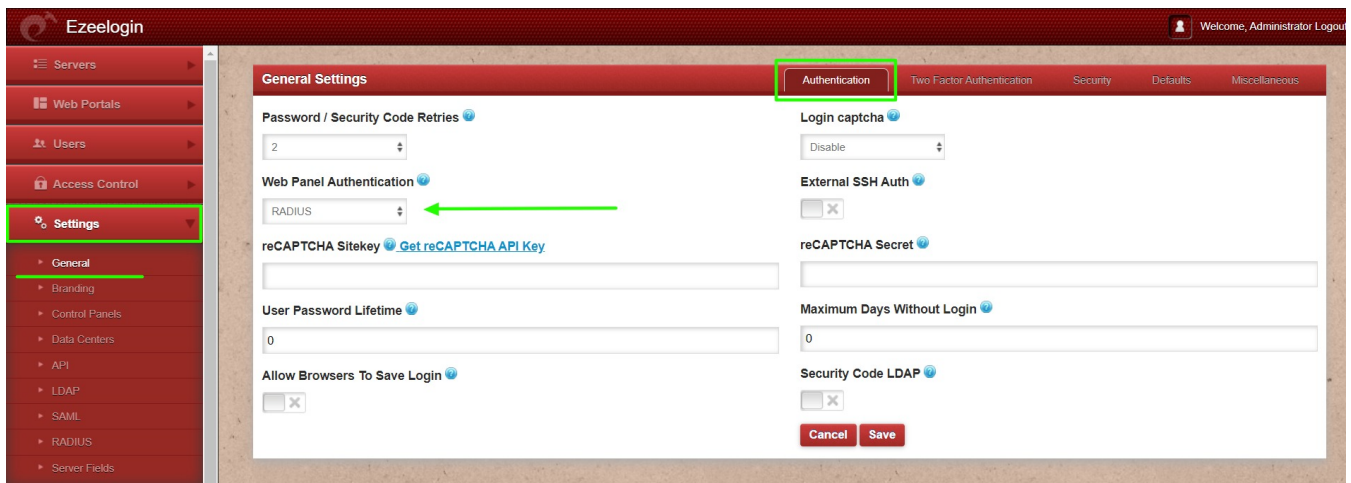 Ezeelogin
Welcome, Administrator Logout
Servers
Web Portals
Users
Access Control
Settings
General
Branding
Control Panels
Data Centers
API
LDAP
SAML
RADIUS
Server Fields
General Settings
Authentication
Two Factor Authentication
Security
Defaults
Miscellaneous
Password / Security Code Retries
2
Login captcha
Disable
Web Panel Authentication
RADIUS
External SSH Auth
reCAPTCHA Sitekey Get reCAPTCHA API Key
reCAPTCHA Secret
User Password Lifetime
0
Maximum Days Without Login
0
Allow Browsers To Save Login
Security Code LDAP
Cancel
Save